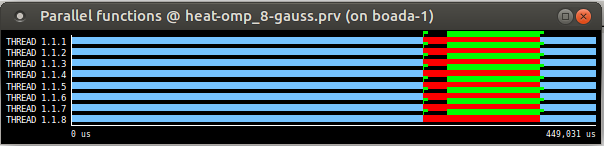 Parallel functions @ heat-omp_8-gauss.prv (on boada-1)
THREAD 1.1.1
THREAD 1.1.2
THREAD 1.1.3
THREAD 1.1.4
THREAD 1.1.5
THREAD 1.1.6
THREAD 1.1.7
THREAD 1.1.8
0 us
449,031 us